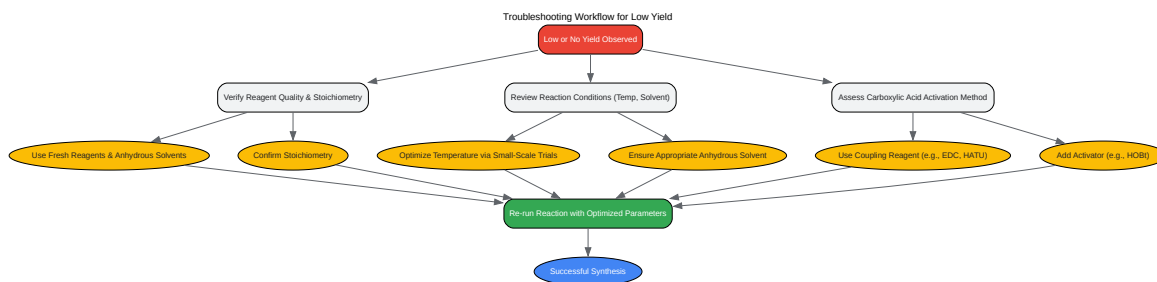 Troubleshooting Workflow for Low Yield
Low or No Yield Observed
Verify Reagent Quality & Stoichiometry
Review Reaction Conditions (Temp, Solvent)
Assess Carboxylic Acid Activation Method
Use Fresh Reagents & Anhydrous Solvents
Confirm Stoichiometry
Optimize Temperature via Small-Scale Trials
Ensure Appropriate Anhydrous Solvent
Use Coupling Reagent (e.g., EDC, HATU)
Add Activator (e.g., HOBt)
Re-run Reaction with Optimized Parameters
Successful Synthesis